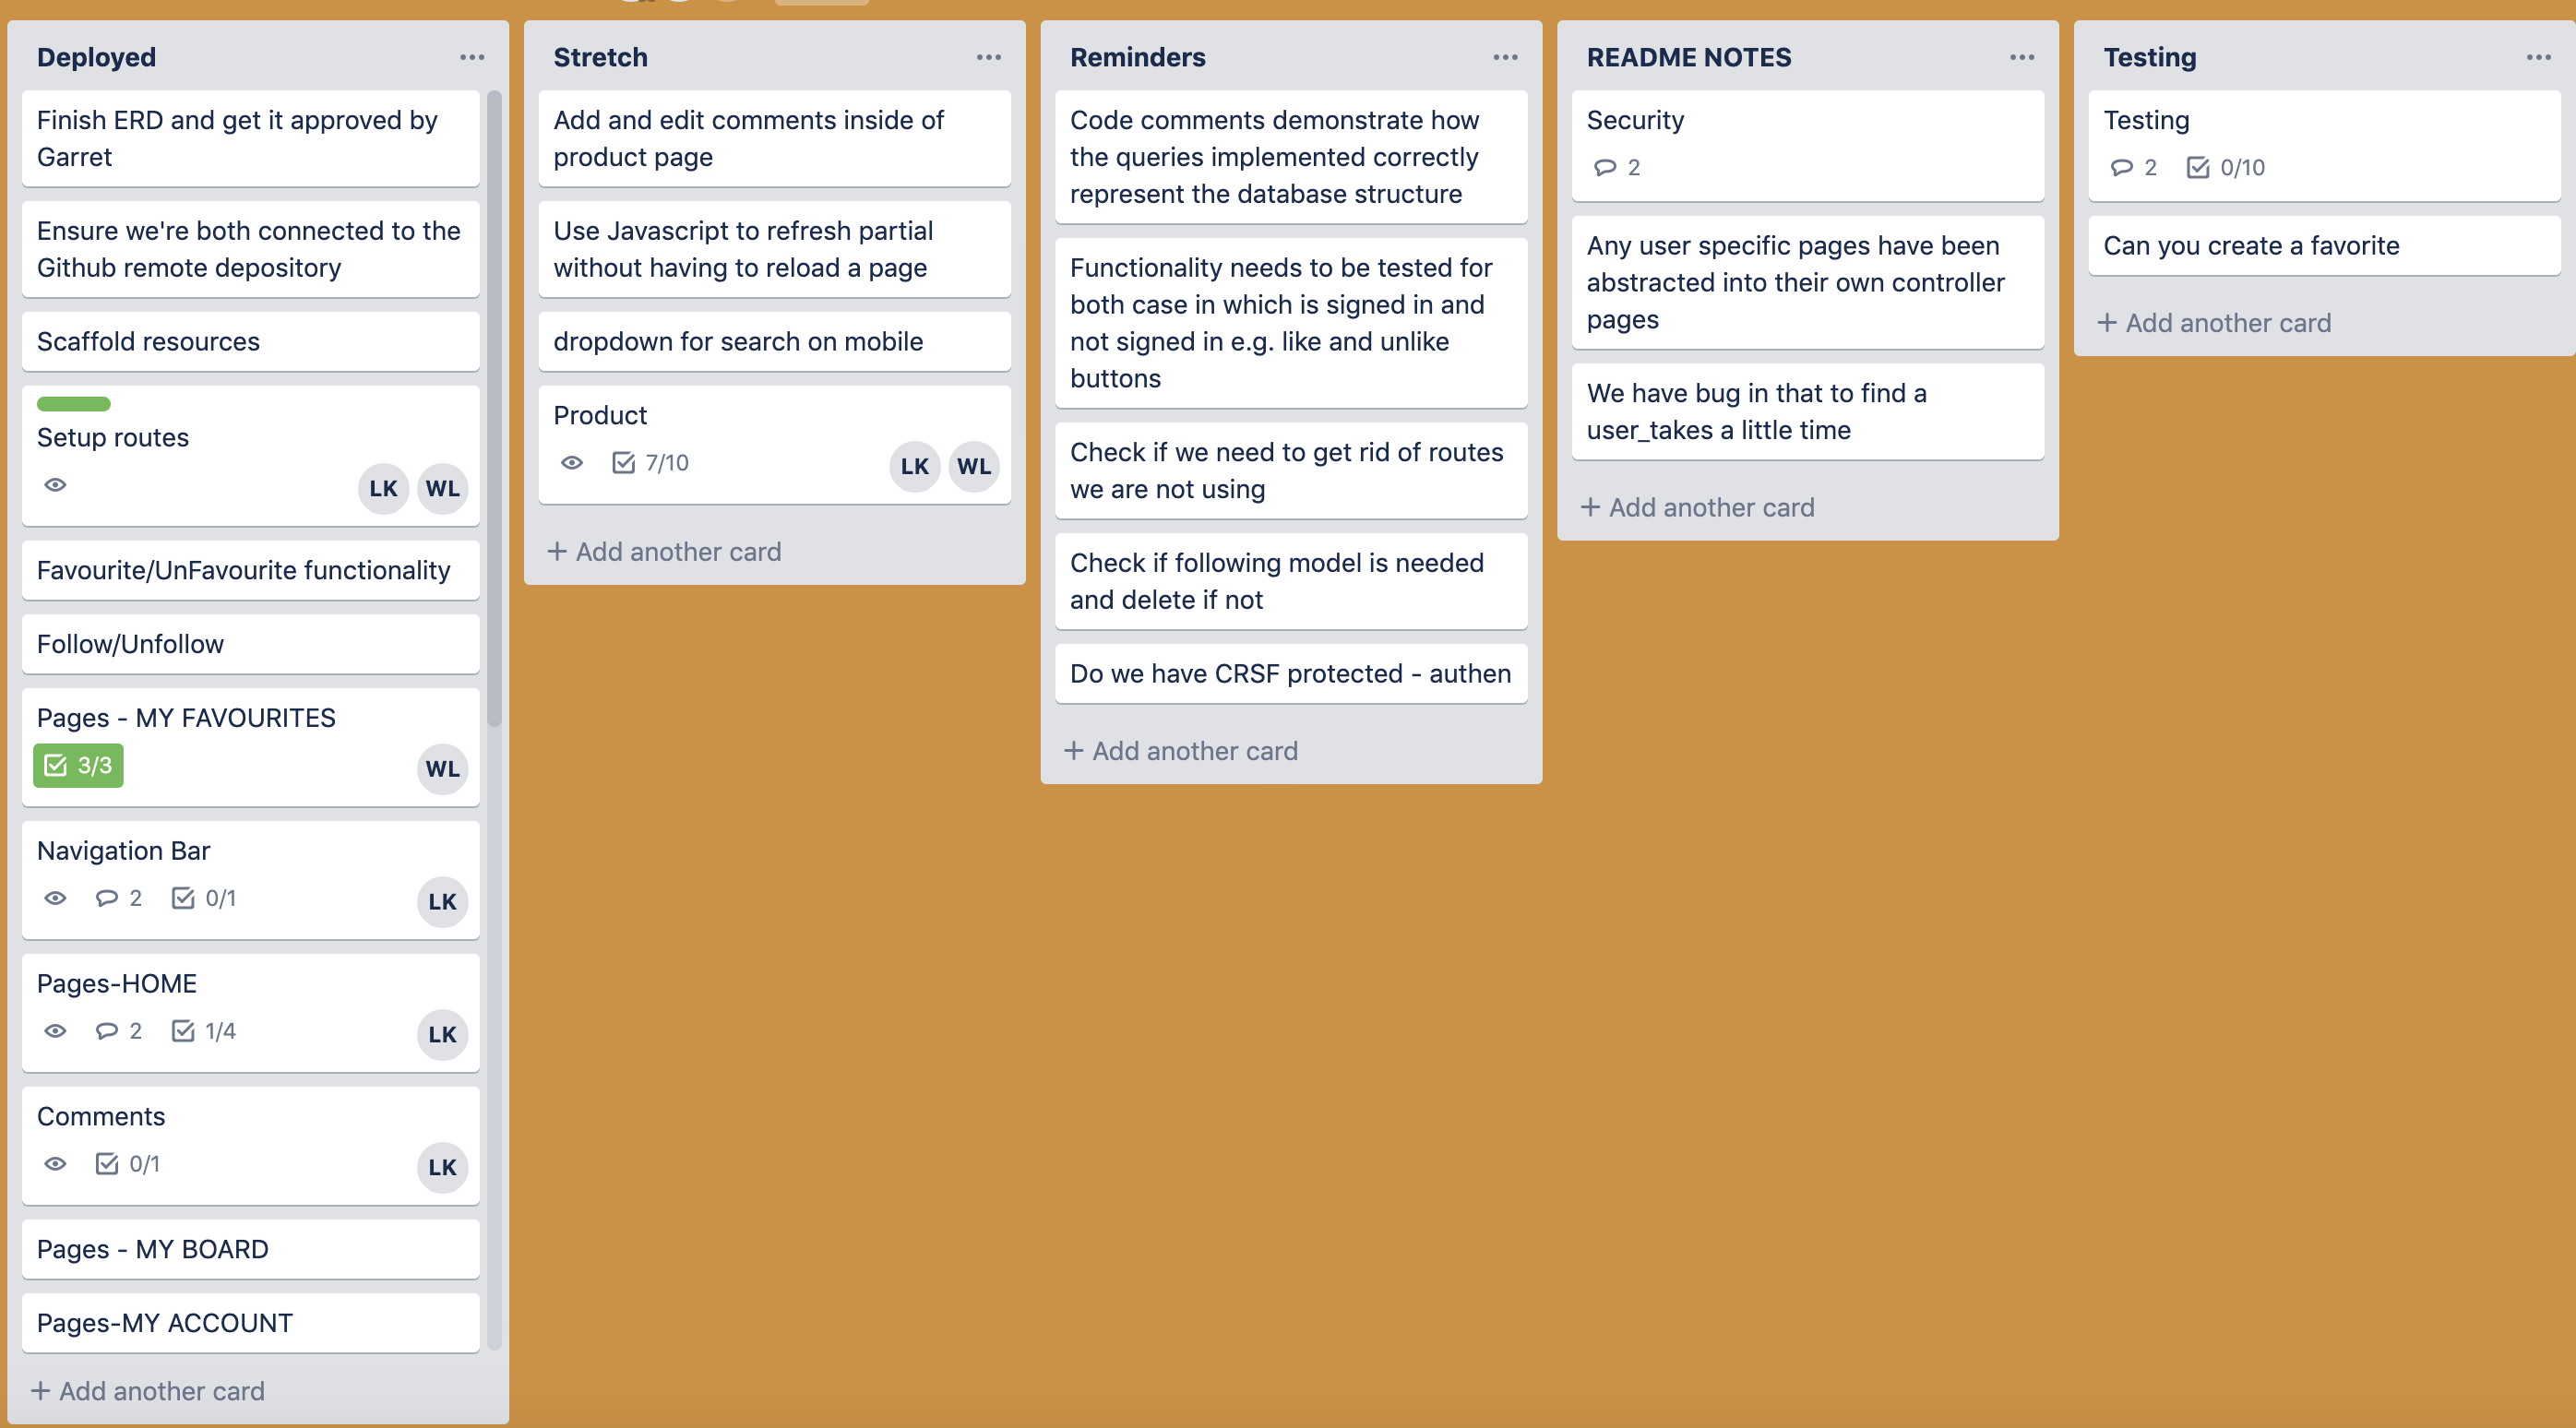 Deployed
Finish ERD and get it approved by
Garret
Ensure we're both connected to the
Github remote depository
Scaffold resources
Setup routes
LK WL
Favourite/UnFavourite functionality
Follow/Unfollow
Pages - MY FAVOURITES
3/3 WL
Navigation Bar
2 0/1 LK
Pages-HOME
2 1/4 LK
Comments
0/1 LK
Pages - MY BOARD
Pages-MY ACCOUNT
+ Add another card
Stretch
Add and edit comments inside of
product page
Use Javascript to refresh partial
without having to reload a page
dropdown for search on mobile
Product
7/10 LK WL
+ Add another card
Reminders
Code comments demonstrate how
the queries implemented correctly
represent the database structure
Functionality needs to be tested for
both case in which is signed in and
not signed in e.g. like and unlike
buttons
Check if we need to get rid of routes
we are not using
Check if following model is needed
and delete if not
Do we have CRSF protected - authen
+ Add another card
README NOTES
Security
2
Any user specific pages have been
abstracted into their own controller
pages
We have bug in that to find a
user_takes a little time
+ Add another card
Testing
Testing
2 0/10
Can you create a favorite
+ Add another card